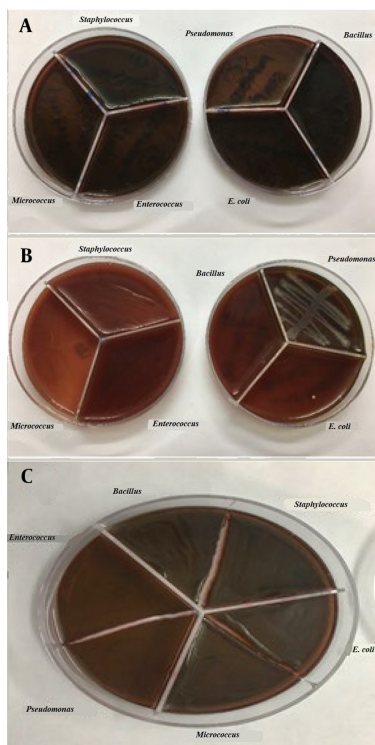 A
Staphylococcus
Pseudomonas
Bacillus
Micrococcus
Enterococcus
E. coli
B
Staphylococcus
Bacillus
Pseudomonas
Micrococcus
Enterococcus
E. coli
C
Bacillus
Staphylococcus
Enterococcus
E. coli
Pseudomonas
Micrococcus